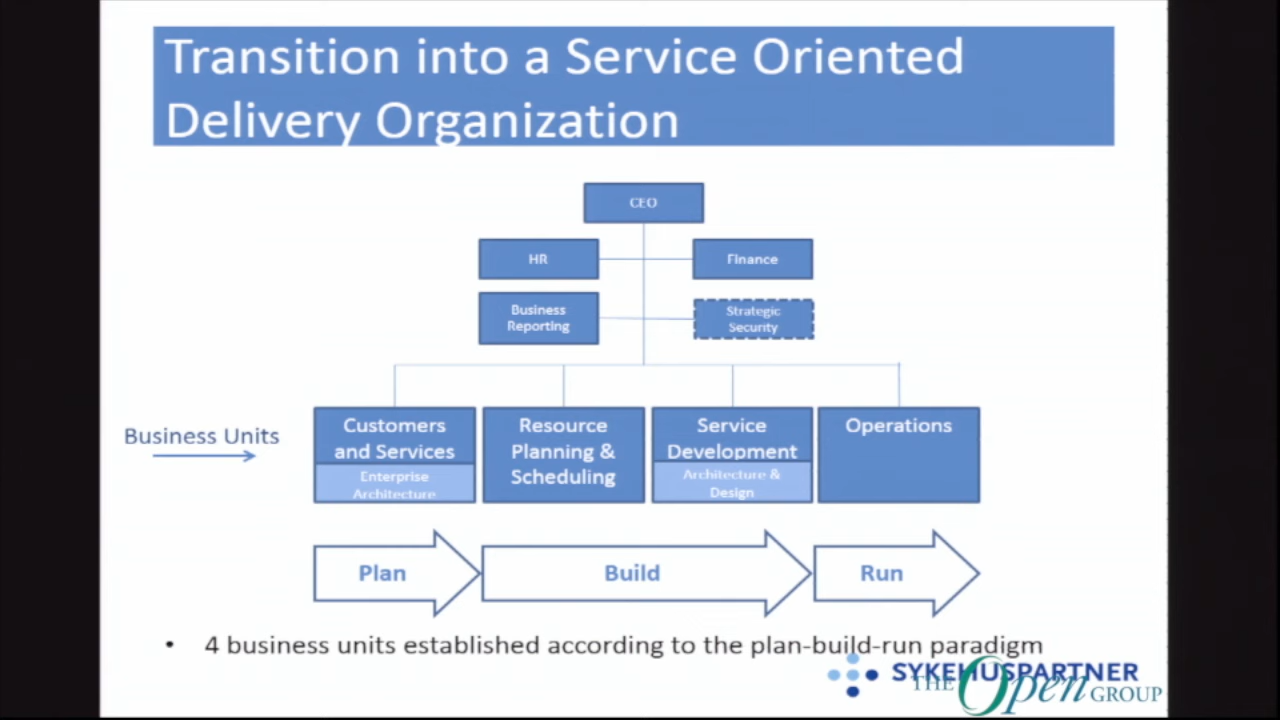 Transition into a Service Oriented
Delivery Organization
CEO
HR
Finance
Business
Reporting
Strategic
Security
Business Units
Customers
and Services
Enterprise
Architecture
Resource
Planning &
Scheduling
Service
Development
Architecture &
Design
Operations
Plan
Build
Run
• 4 business units established according to the plan-build-run paradigm
SYKEHUSPARTNER
THE Open GROUP